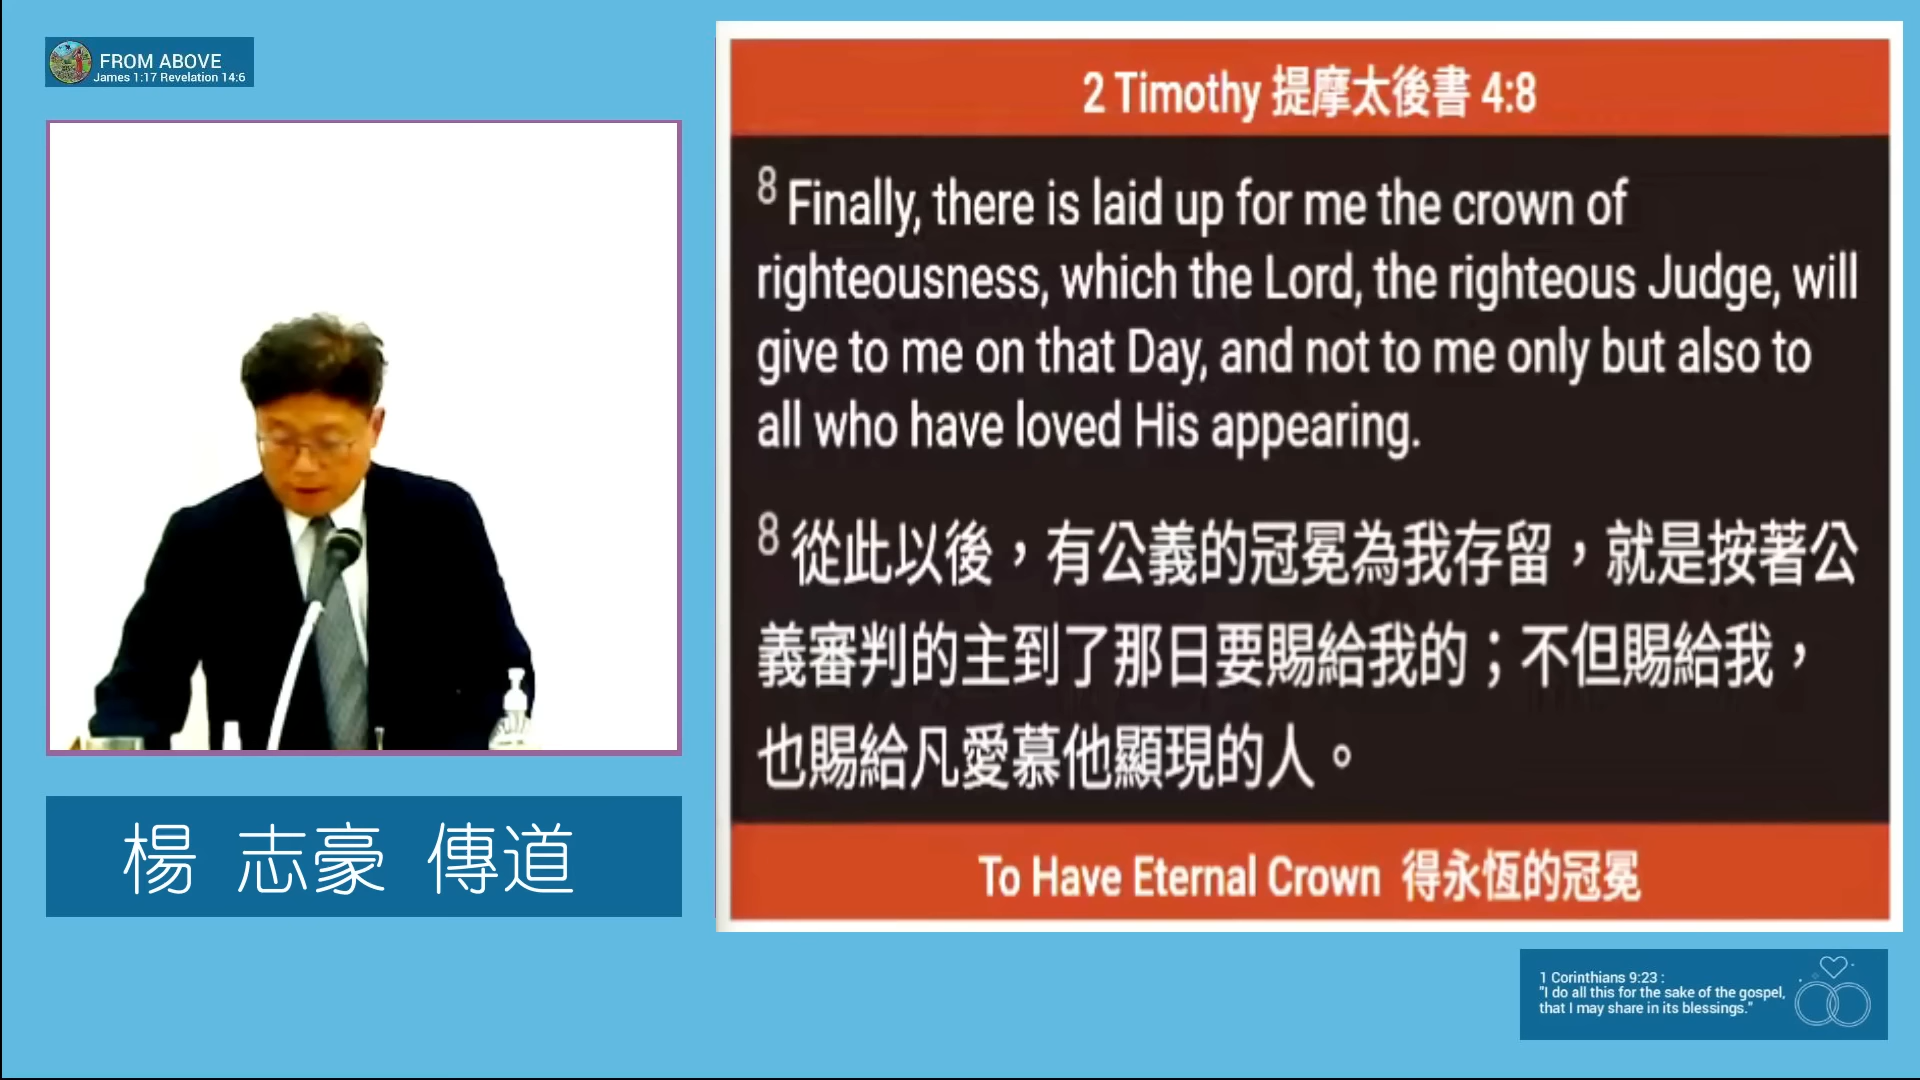 FROM ABOVE
James 1:17 Revelation 14:6
楊 志豪 傳道
2 Timothy 提摩太後書 4:8
8 Finally, there is laid up for me the crown of
righteousness, which the Lord, the righteous Judge, will
give to me on that Day, and not to me only but also to
all who have loved His appearing.
8 從此以後，有公義的冠冕為我存留，就是按著公
義審判的主到了那日要賜給我的；不但賜給我，
也賜給凡愛慕他顯現的人。
To Have Eternal Crown 得永恆的冠冕
1 Corinthians 9:23 :
"I do all this for the sake of the gospel,
that I may share in its blessings."